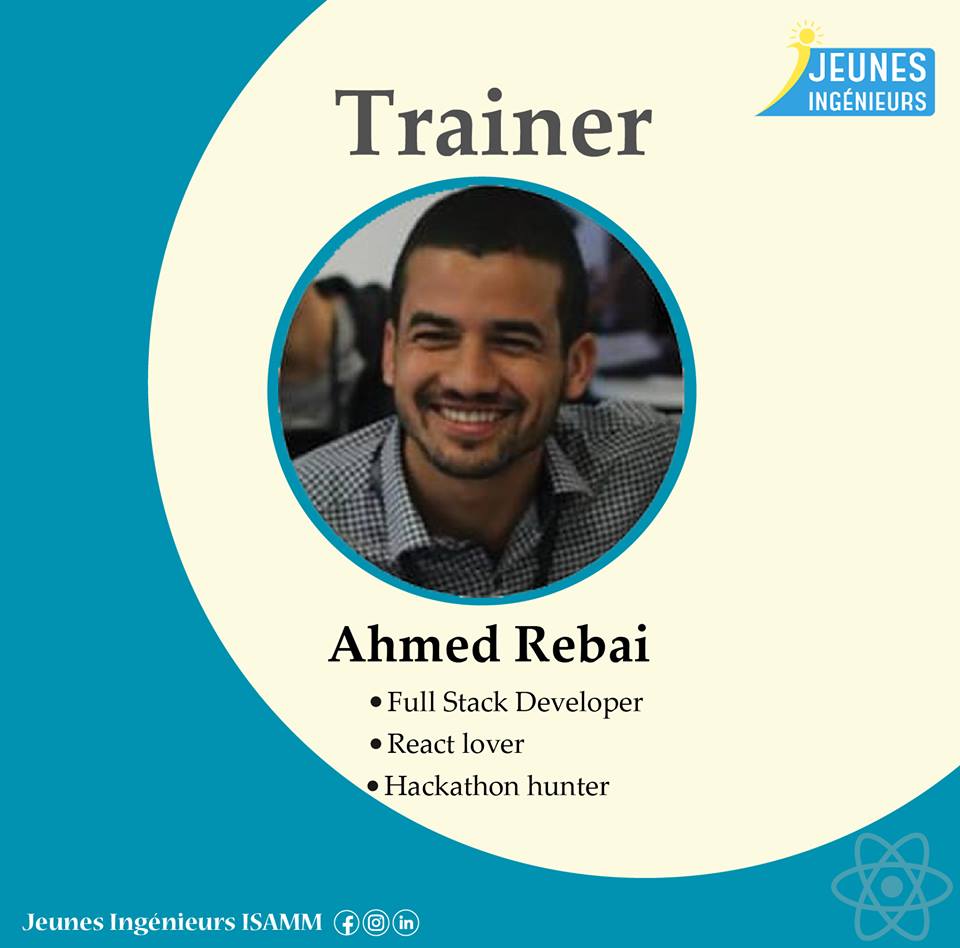 JEUNES
INGÉNIEURS
Trainer
Ahmed Rebai
•Full Stack Developer
•React lover
•Hackathon hunter
Jeunes Ingénieurs ISAMM